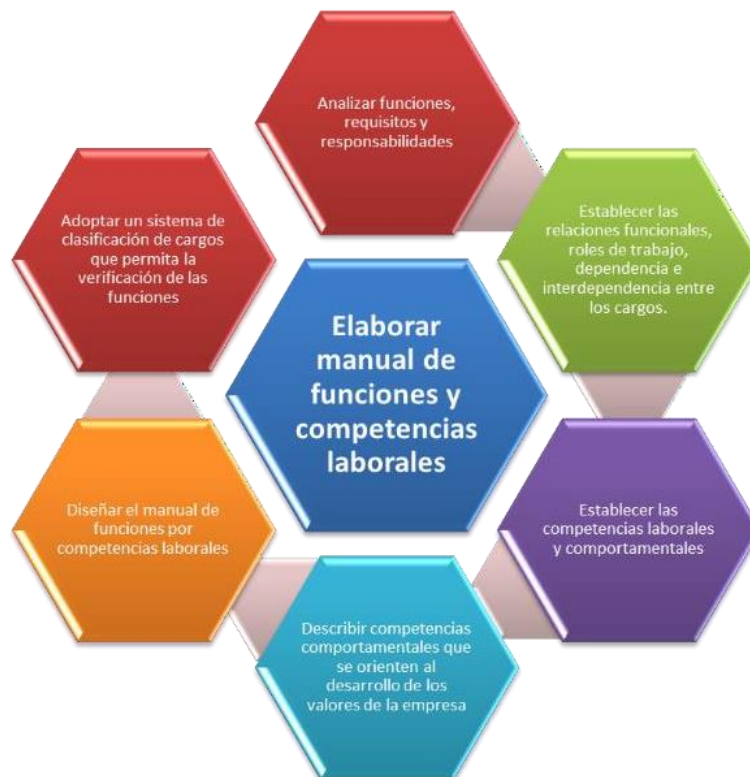 Analizar funciones,
requisitos y
responsabilidades
Establecer las
relaciones funcionales,
roles de trabajo,
dependencia e
interdependencia entre
los cargos.
Establecer las
competencias laborales
y comportamentales
Describir competencias
comportamentales que
se orienten al
desarrollo de los
valores de la empresa
Diseñar el manual de
funciones por
competencias laborales
Adoptar un sistema de
clasificación de cargos
que permita la
verificación de las
funciones
Elaborar
manual de
funciones y
competencias
laborales